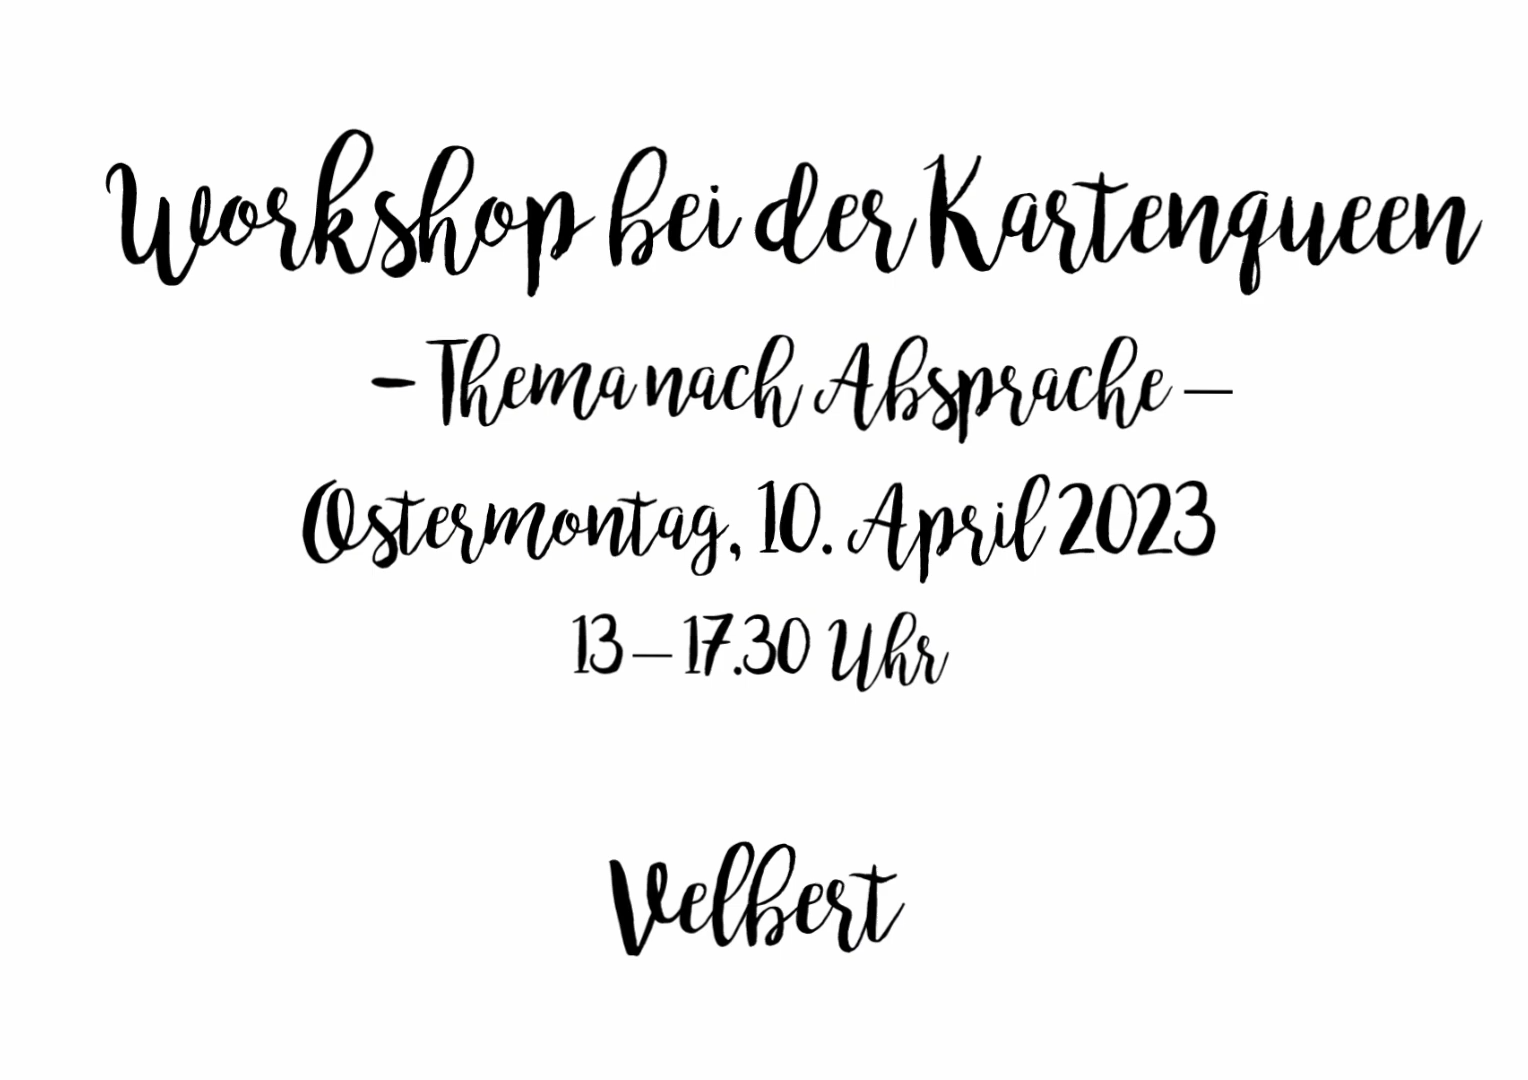 Workshop bei der Kartenqueen
- Thema nach Absprache –
Ostermontag, 10. April 2023
13 – 17.30 Uhr
Velbert